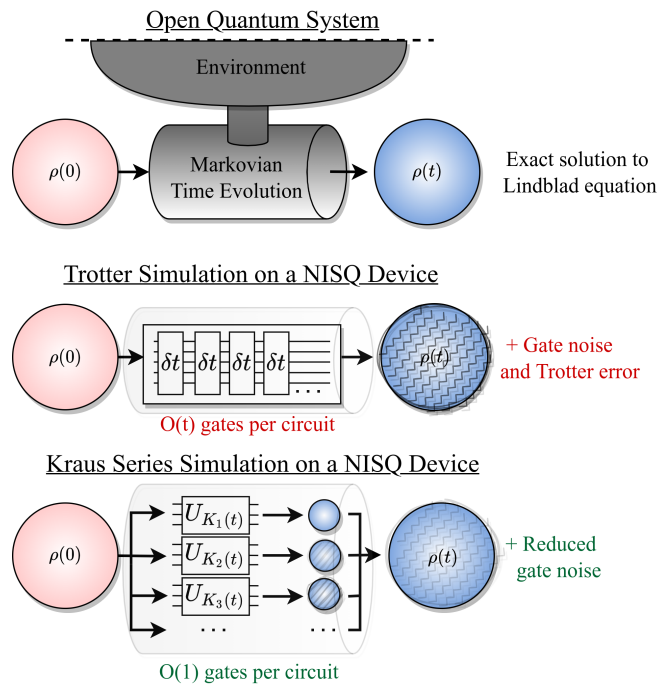 Open Quantum System
Environment
ρ(0)
Markovian
Time Evolution
ρ(t)
Exact solution to
Lindblad equation
Trotter Simulation on a NISQ Device
ρ(0)
δt δt δt δt
...
ρ(t)
+ Gate noise
and Trotter error
O(t) gates per circuit
Kraus Series Simulation on a NISQ Device
U_{K_1(t)}
U_{K_2(t)}
ρ(0)
ρ(t)
+ Reduced
gate noise
U_{K_3(t)}
... ...
O(1) gates per circuit